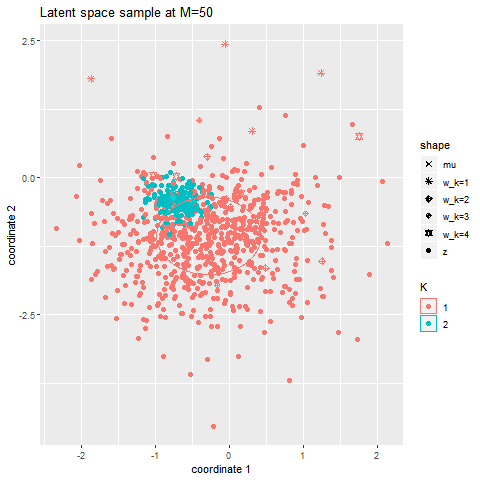 Latent space sample at M=50
2.5
0.0
-2.5
coordinate 2
-1
0
1
2
coordinate 1
shape
mu
w_k=1
w_k=2
w_k=3
w_k=4
z
K
1
2